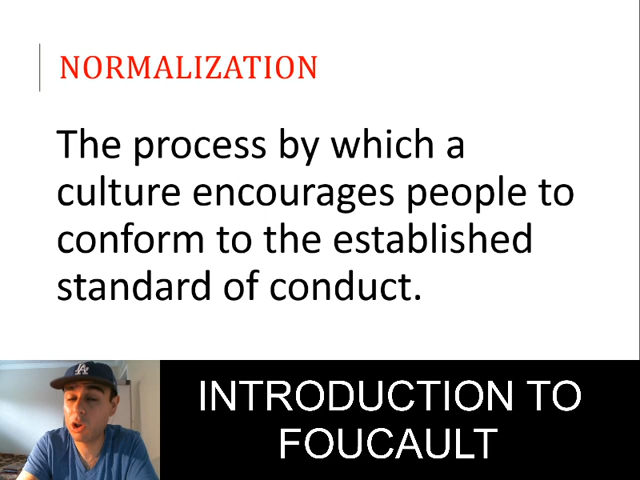 NORMALIZATION
The process by which a
culture encourages people to
conform to the established
standard of conduct.
LA
INTRODUCTION TO
FOUCAULT